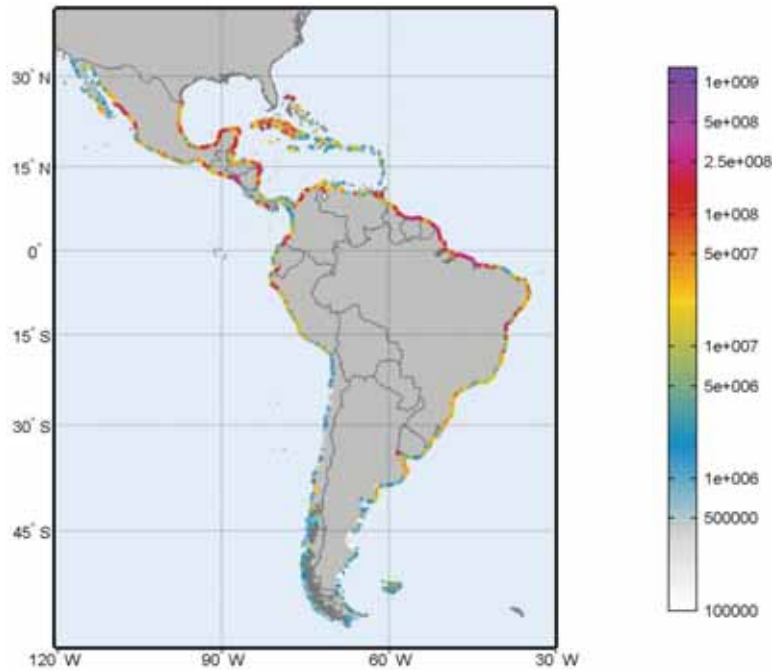 30° N
15° N
0°
15° S
30° S
45° S
120° W
90° W
60° W
30° W
1e+009
5e+008
2.5e+008
1e+008
5e+007
1e+007
5e+006
1e+006
500000
100000